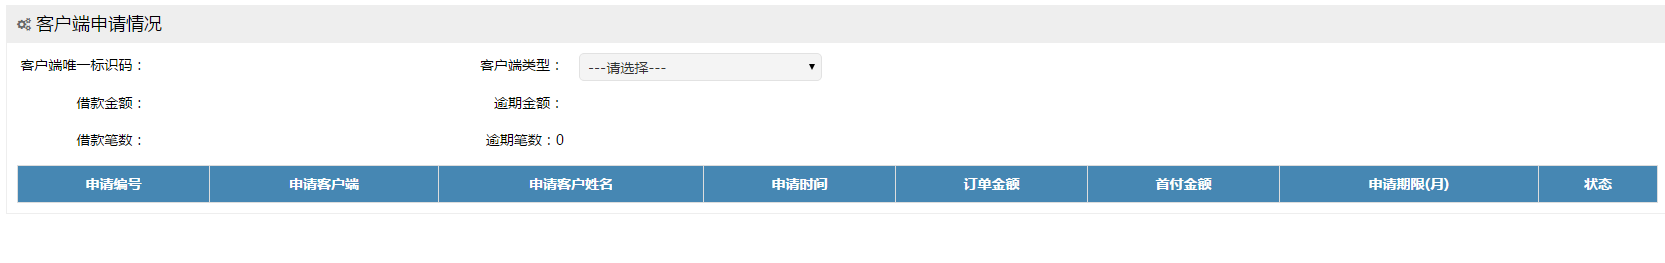 客户端申请情况
客户端唯一标识码： 客户端类型： ---请选择---
借款金额： 逾期金额：
借款笔数： 逾期笔数：0
申请编号 申请客户端 申请客户姓名 申请时间 订单金额 首付金额 申请期限(月) 状态